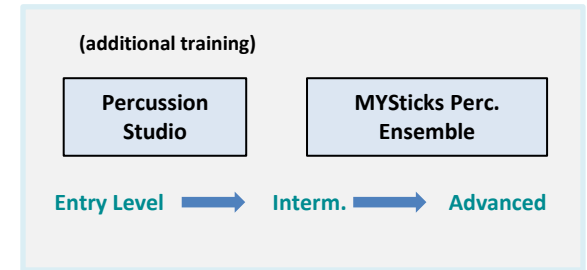 (additional training)
Percussion
Studio
MYSticks Perc.
Ensemble
Entry Level
Interm.
Advanced